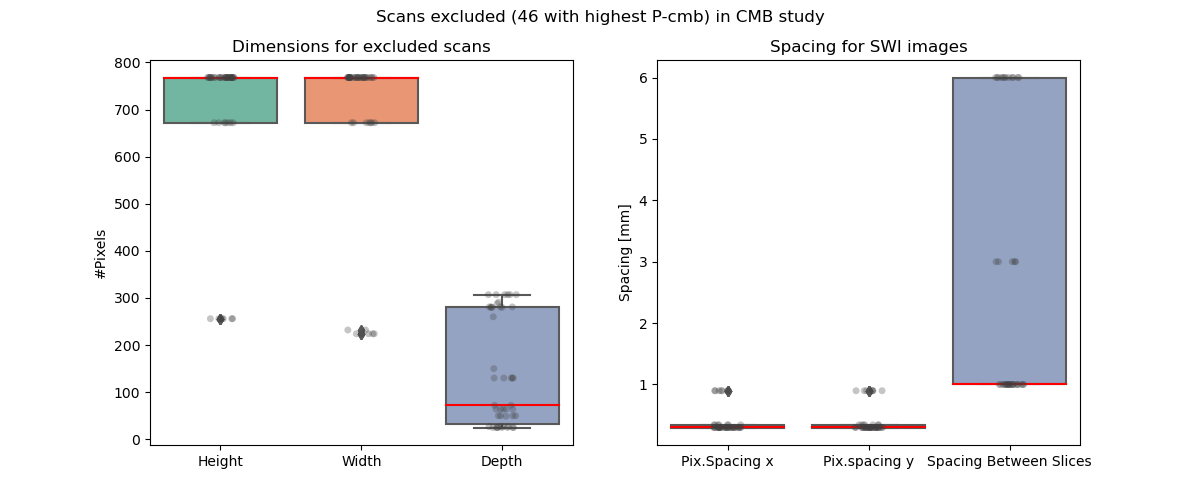 Scans excluded (46 with highest P-cmb) in CMB study
Dimensions for excluded scans
#Pixels
800
700
600
500
400
300
200
100
0
Height Width Depth
Spacing for SWI images
Spacing [mm]
6
5
4
3
2
1
Pix.Spacing x Pix.spacing y Spacing Between Slices